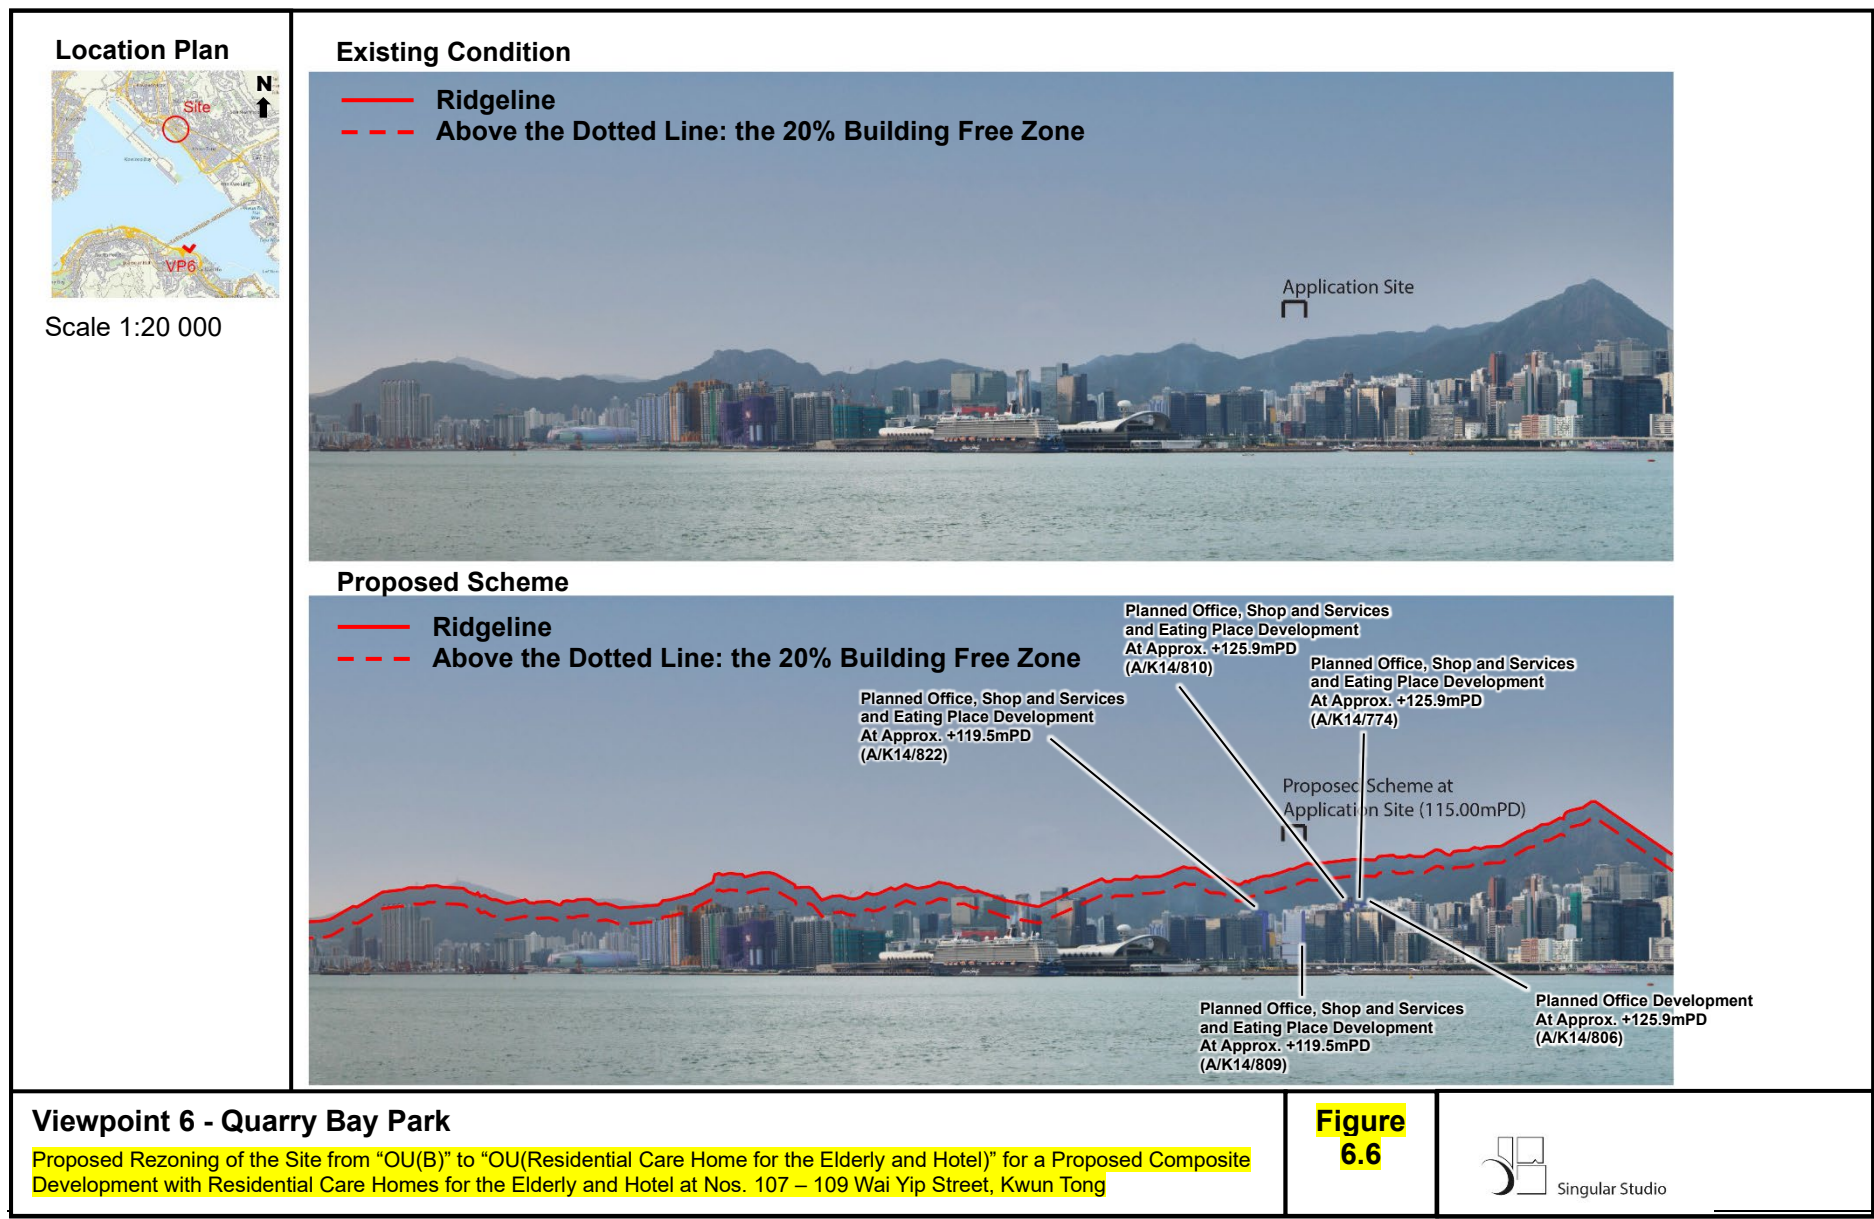 Location Plan
N
Site
VP6
Scale 1:20 000
Existing Condition
Ridgeline
Above the Dotted Line: the 20% Building Free Zone
Application Site
Proposed Scheme
Ridgeline
Above the Dotted Line: the 20% Building Free Zone
Planned Office, Shop and Services
and Eating Place Development
At Approx. +125.9mPD
(A/K14/810)
Planned Office, Shop and Services
and Eating Place Development
At Approx. +125.9mPD
(A/K14/774)
Planned Office, Shop and Services
and Eating Place Development
At Approx. +119.5mPD
(A/K14/822)
Proposed Scheme at
Application Site (115.00mPD)
Planned Office, Shop and Services
and Eating Place Development
At Approx. +119.5mPD
(A/K14/809)
Planned Office Development
At Approx. +125.9mPD
(A/K14/806)
Viewpoint 6 - Quarry Bay Park
Proposed Rezoning of the Site from “OU(B)” to “OU(Residential Care Home for the Elderly and Hotel)” for a Proposed Composite
Development with Residential Care Homes for the Elderly and Hotel at Nos. 107 – 109 Wai Yip Street, Kwun Tong
Figure
6.6
Singular Studio